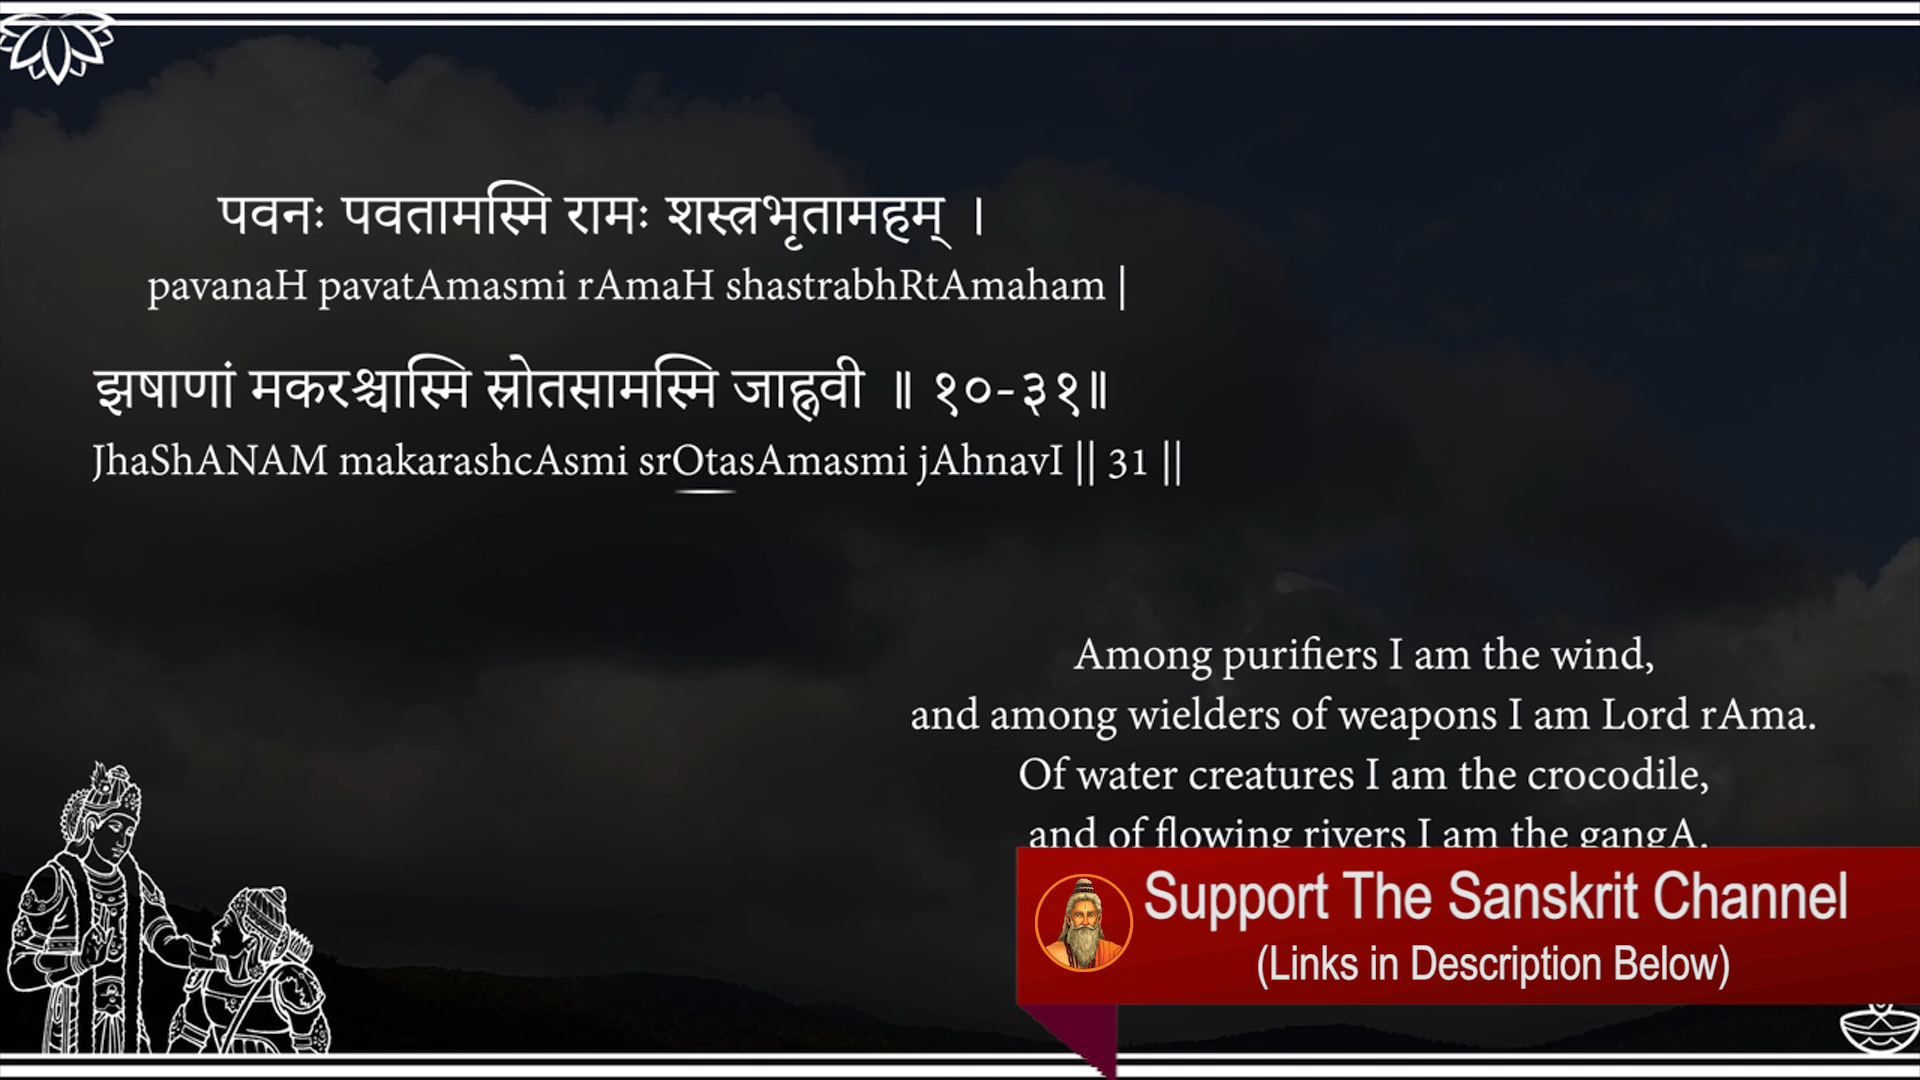 पवनः पवतामस्मि रामः शस्त्रभृतामहम् ।
pavanaH pavatAmasmi rAmaH shastrabhRtAmaham |
झषाणां मकरश्चास्मि स्रोतसामस्मि जाह्नवी ॥ १०-३१॥
JhaShANAM makarashcAsmi srOtasAmasmi jAhnavI || 31 ||
Among purifiers I am the wind,
and among wielders of weapons I am Lord rAma.
Of water creatures I am the crocodile,
and of flowing rivers I am the gangA.
Support The Sanskrit Channel
(Links in Description Below)